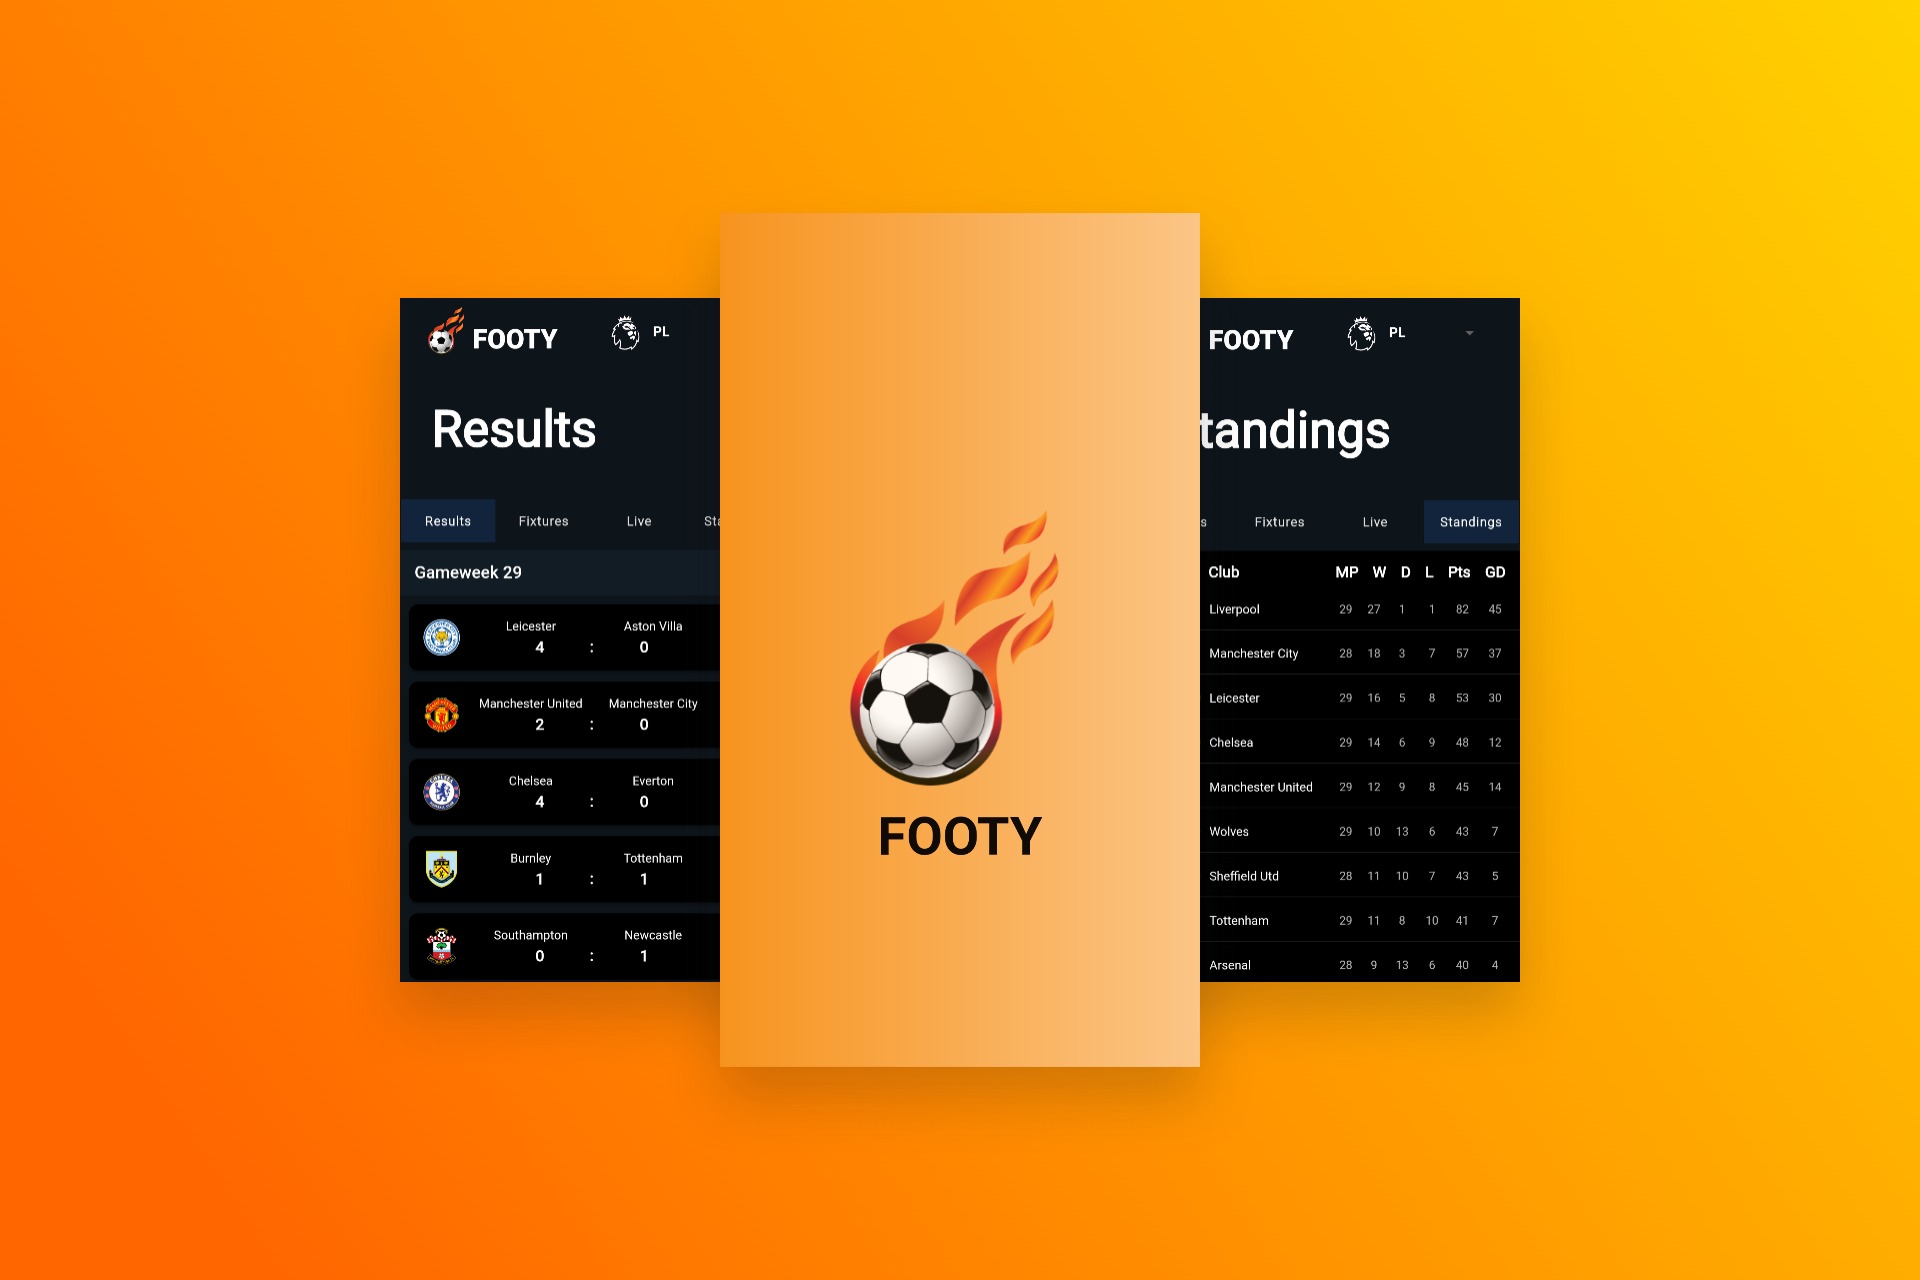 FOOTY PL
Results
Results Fixtures Live Sta
Gameweek 29
Leicester Aston Villa
4 : 0
Manchester United Manchester City
2 : 0
Chelsea Everton
4 : 0
Burnley Tottenham
1 : 1
Southampton Newcastle
0 : 1
FOOTY
FOOTY PL
tandings
s Fixtures Live Standings
Club MP W D L Pts GD
Liverpool 29 27 1 1 82 45
Manchester City 28 18 3 7 57 37
Leicester 29 16 5 8 53 30
Chelsea 29 14 6 9 48 12
Manchester United 29 12 9 8 45 14
Wolves 29 10 13 6 43 7
Sheffield Utd 28 11 10 7 43 5
Tottenham 29 11 8 10 41 7
Arsenal 28 9 13 6 40 4